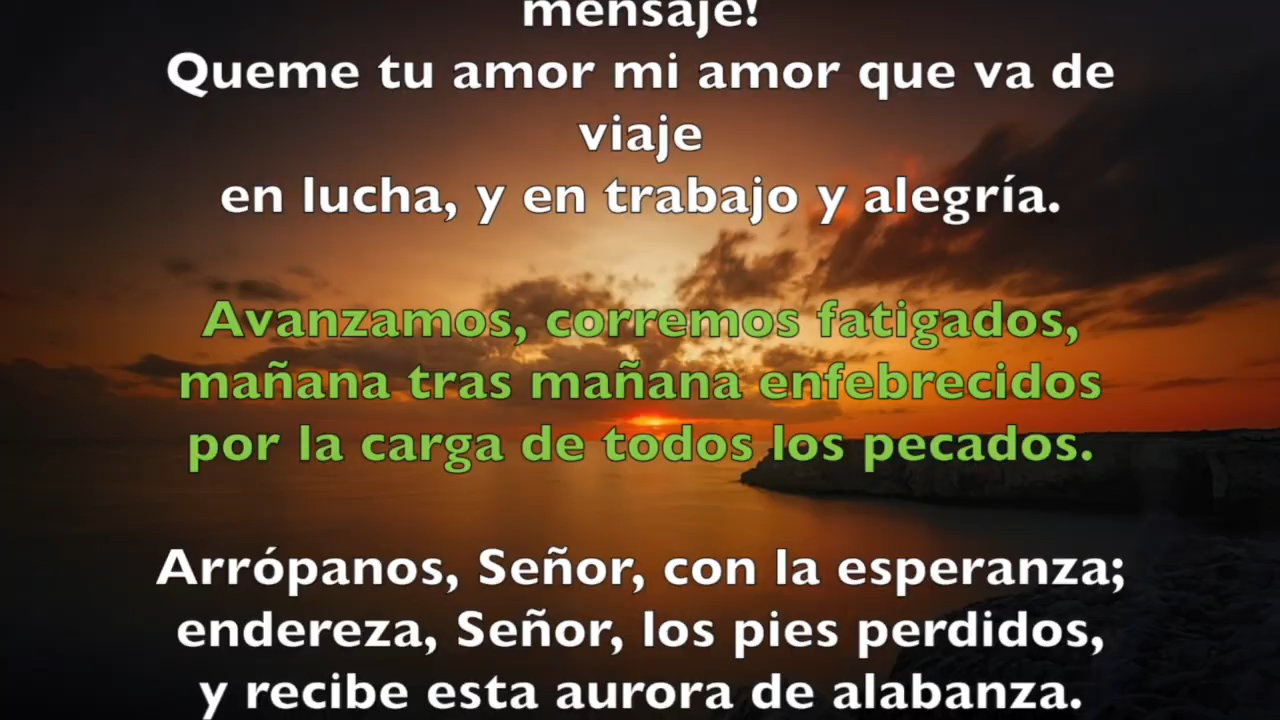 mensaje!
Queme tu amor mi amor que va de
viaje
en lucha, y en trabajo y alegría.
Avanzamos, corremos fatigados,
mañana tras mañana enfebrecidos
por la carga de todos los pecados.
Arrópanos, Señor, con la esperanza;
endereza, Señor, los pies perdidos,
y recibe esta aurora de alabanza.